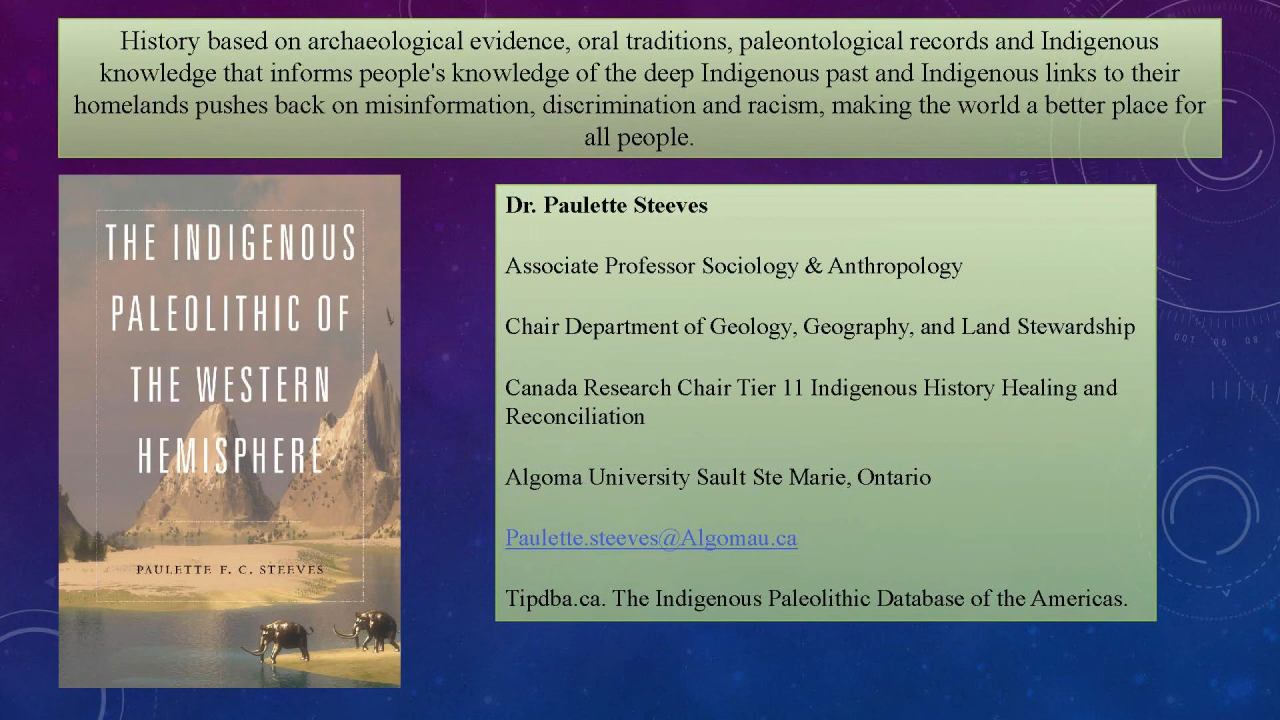 History based on archaeological evidence, oral traditions, paleontological records and Indigenous
knowledge that informs people's knowledge of the deep Indigenous past and Indigenous links to their
homelands pushes back on misinformation, discrimination and racism, making the world a better place for
all people.
THE INDIGENOUS
PALEOLITHIC OF
THE WESTERN
HEMISPHERE
PAULETTE F. C. STEEVES
Dr. Paulette Steeves
Associate Professor Sociology & Anthropology
Chair Department of Geology, Geography, and Land Stewardship
Canada Research Chair Tier 11 Indigenous History Healing and
Reconciliation
Algoma University Sault Ste Marie, Ontario
Paulette.steeves@Algomau.ca
Tipdba.ca. The Indigenous Paleolithic Database of the Americas.